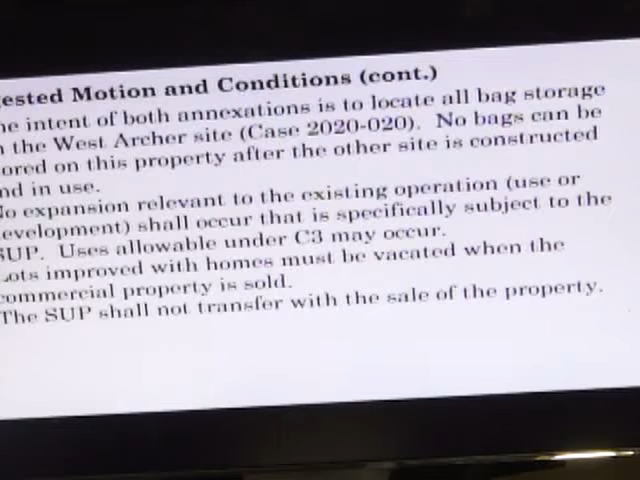 ested Motion and Conditions (cont.)
he intent of both annexations is to locate all bag storage
n the West Archer site (Case 2020-020). No bags can be
ored on this property after the other site is constructed
nd in use.
No expansion relevant to the existing operation (use or
evelopment) shall occur that is specifically subject to the
SUP. Uses allowable under C3 may occur.
ots improved with homes must be vacated when the
commercial property is sold.
The SUP shall not transfer with the sale of the property.